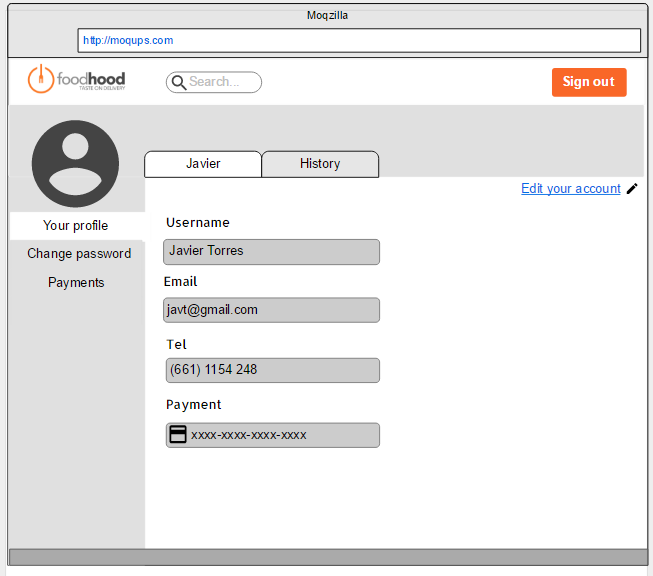 Moqzilla
http://moqups.com
foodhood
TASTE ON DELIVERY
Search...
Sign out
Javier
History
Edit your account
Your profile
Change password
Payments
Username
Javier Torres
Email
javt@gmail.com
Tel
(661) 1154 248
Payment
xxxx-xxxx-xxxx-xxxx